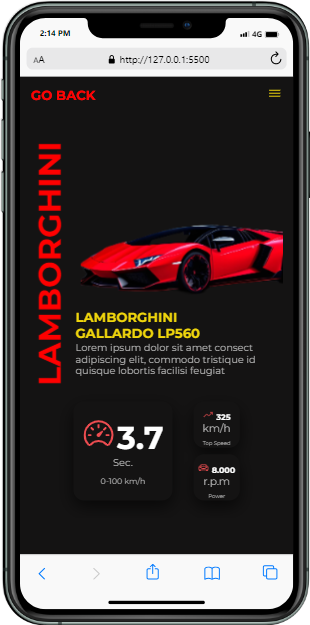 2:14 PM
4G
AA
http://127.0.0.1:5500
GO BACK
LAMBORGHINI
LAMBORGHINI
GALLARDO LP560
Lorem ipsum dolor sit amet consect
adipiscing elit, commodo tristique id
quisque lobortis facilisi feugiat
3.7
Sec.
0-100 km/h
325
km/h
Top Speed
8.000
r.p.m
Power